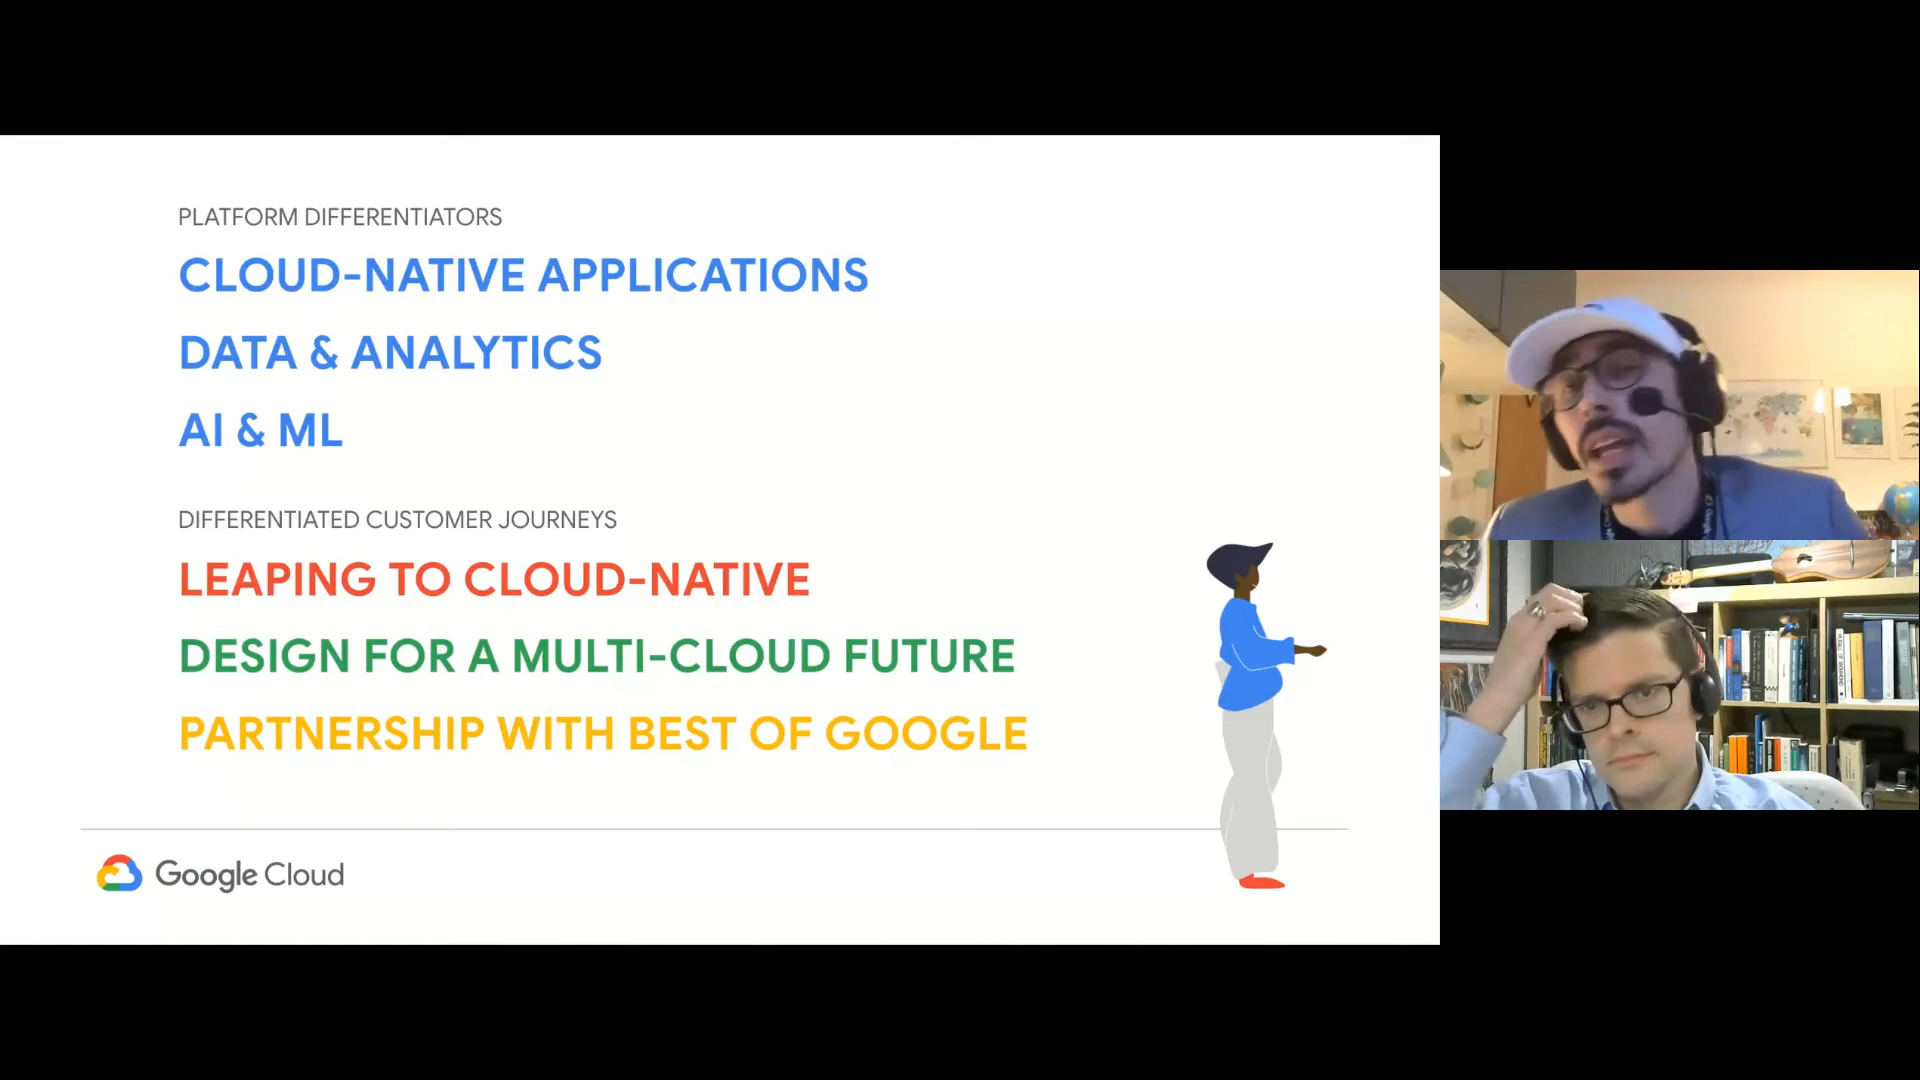 PLATFORM DIFFERENTIATORS
CLOUD-NATIVE APPLICATIONS
DATA & ANALYTICS
AI & ML
DIFFERENTIATED CUSTOMER JOURNEYS
LEAPING TO CLOUD-NATIVE
DESIGN FOR A MULTI-CLOUD FUTURE
PARTNERSHIP WITH BEST OF GOOGLE
Google Cloud